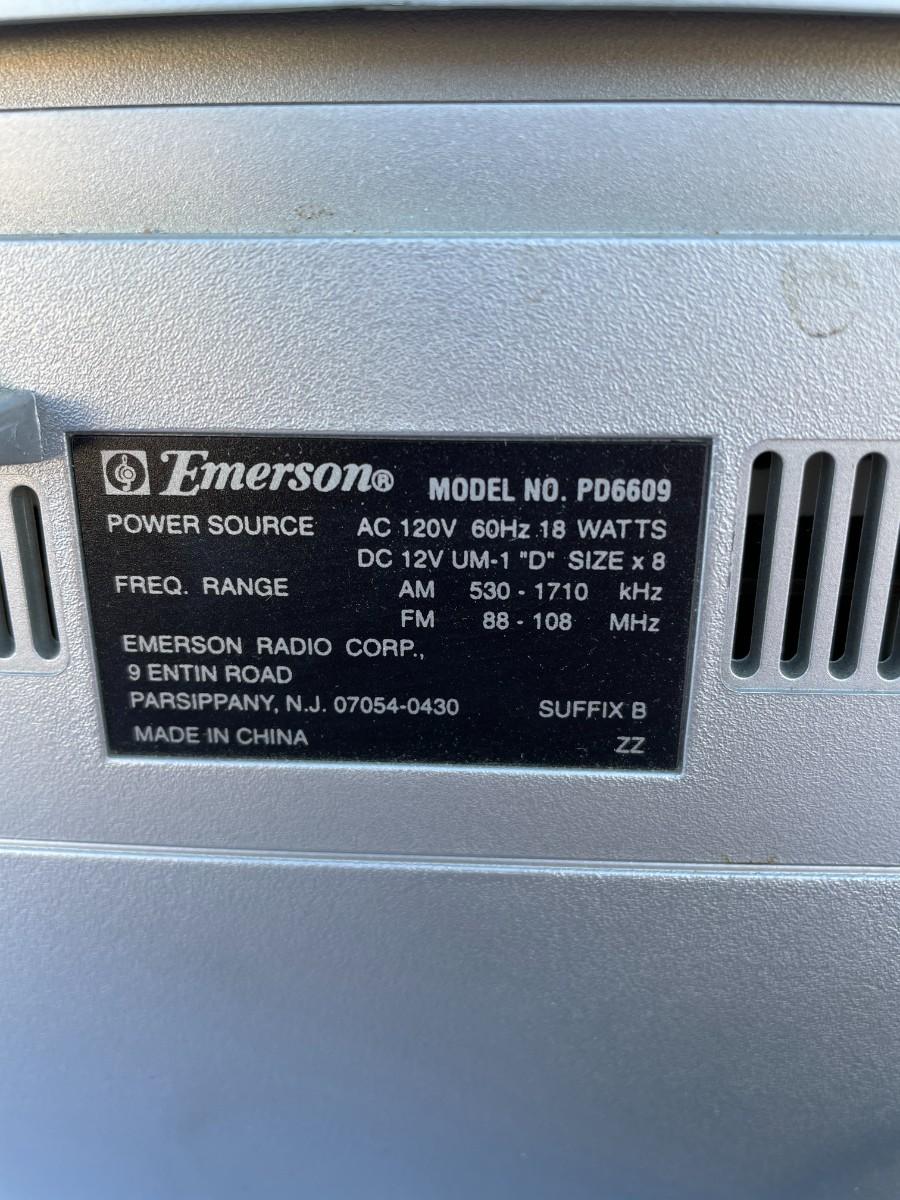 Emerson® MODEL NO. PD6609
POWER SOURCE AC 120V 60Hz 18 WATTS
DC 12V UM-1 "D" SIZE x 8
FREQ. RANGE AM 530 - 1710 kHz
FM 88 - 108 MHz
EMERSON RADIO CORP.,
9 ENTIN ROAD
PARSIPPANY, N.J. 07054-0430 SUFFIX B
MADE IN CHINA ZZ